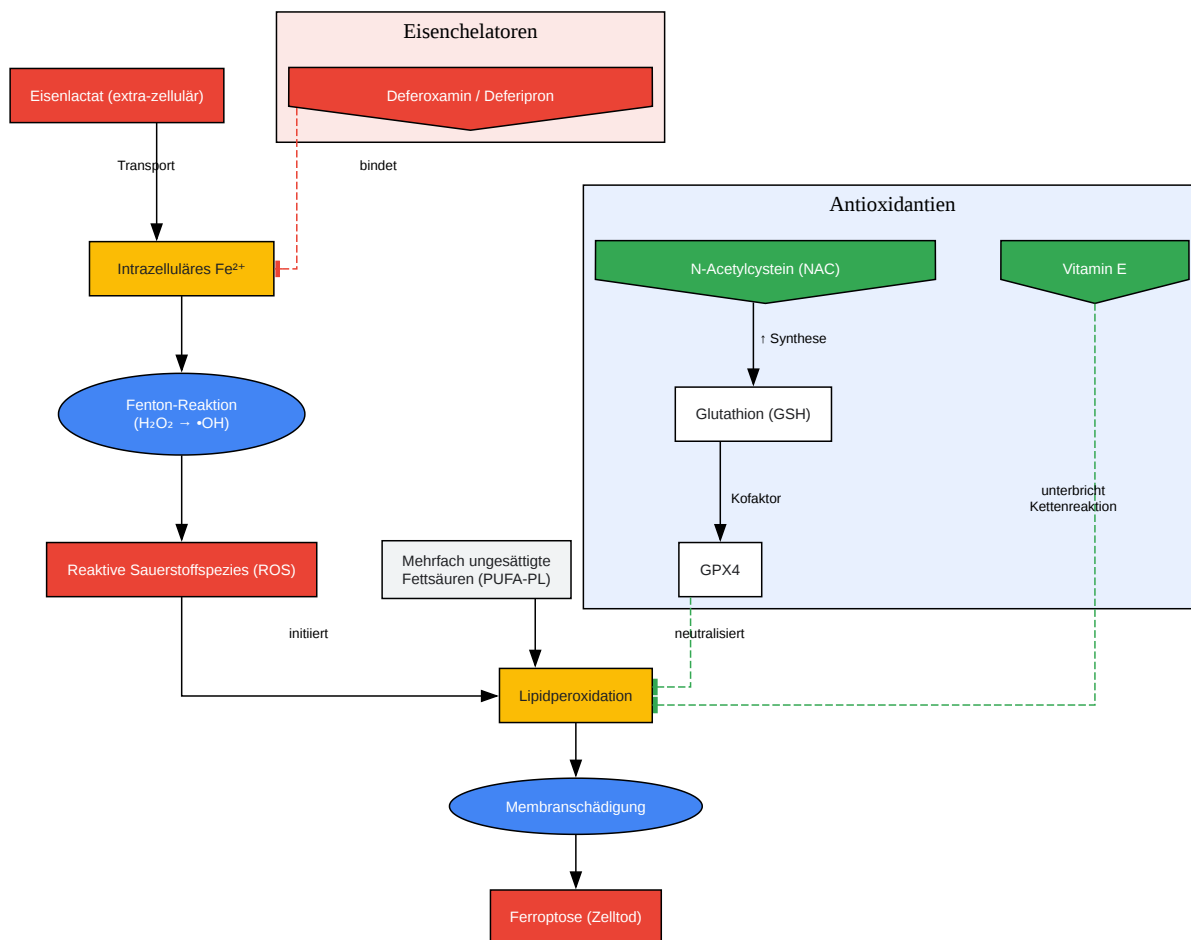 Eisenchelatoren
Eisenlactat (extra-zellulär)
Deferoxamin / Deferipron
Transport
bindet
Antioxidantien
Intrazelluläres Fe²⁺
N-Acetylcystein (NAC)
Vitamin E
↑ Synthese
Fenton-Reaktion
(H₂O₂ → •OH)
Glutathion (GSH)
Kofaktor
unterbricht
Kettenreaktion
Reaktive Sauerstoffspezies (ROS)
Mehrfach ungesättigte
Fettsäuren (PUFA-PL)
GPX4
initiiert
neutralisiert
Lipidperoxidation
Membranschädigung
Ferroptose (Zelltod)